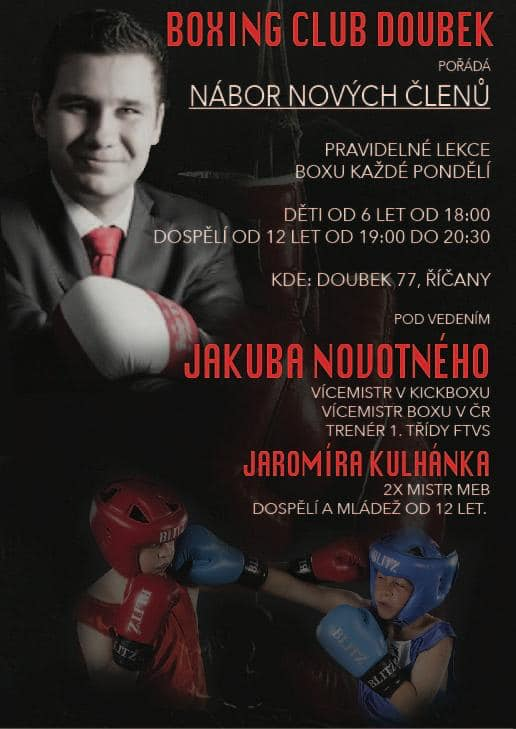 BOXING CLUB DOUBEK
POŘÁDÁ
NÁBOR NOVÝCH ČLENŮ
PRAVIDELNÉ LEKCE
BOXU KAŽDÉ PONDĚLÍ
DĚTI OD 6 LET OD 18:00
DOSPĚLÍ OD 12 LET OD 19:00 DO 20:30
KDE: DOUBEK 77, ŘÍČANY
POD VEDENÍM
JAKUBA NOVOTNÉHO
VÍCEMISTR V KICKBOXU
VÍCEMISTR BOXU V ČR
TRENÉR 1. TŘÍDY FTVS
JAROMÍRA KULHÁNKA
2X MISTR MEB
DOSPĚLÍ A MLÁDEŽ OD 12 LET.
BLITZ
BLITZ
BLITZ
BLITZ
BLITZ